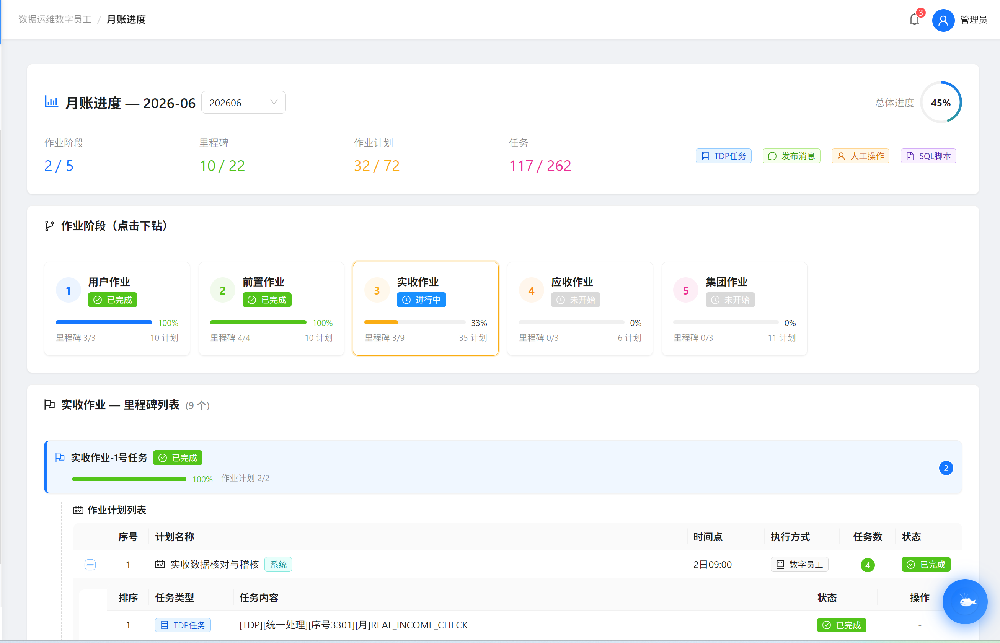 数据运维数字员工 / 月账进度
3
管理员
月账进度 — 2026-06
202606
总体进度
45%
作业阶段
2 / 5
里程碑
10 / 22
作业计划
32 / 72
任务
117 / 262
TDP任务
发布消息
人工操作
SQL脚本
作业阶段（点击下钻）
1
用户作业
已完成
100%
里程碑 3/3
10 计划
2
前置作业
已完成
100%
里程碑 4/4
10 计划
3
实收作业
进行中
33%
里程碑 3/9
35 计划
4
应收作业
未开始
0%
里程碑 0/3
6 计划
5
集团作业
未开始
0%
里程碑 0/3
11 计划
实收作业 — 里程碑列表 (9 个)
实收作业-1号任务 已完成
100% 作业计划 2/2
2
作业计划列表
序号 计划名称 时间点 执行方式 任务数 状态
1 实收数据核对与稽核 系统 2日09:00 数字员工 4 已完成
排序 任务类型 任务内容 状态 操作
1 TDP任务 [TDP][统一处理][序号3301][月]REAL_INCOME_CHECK 已完成 -